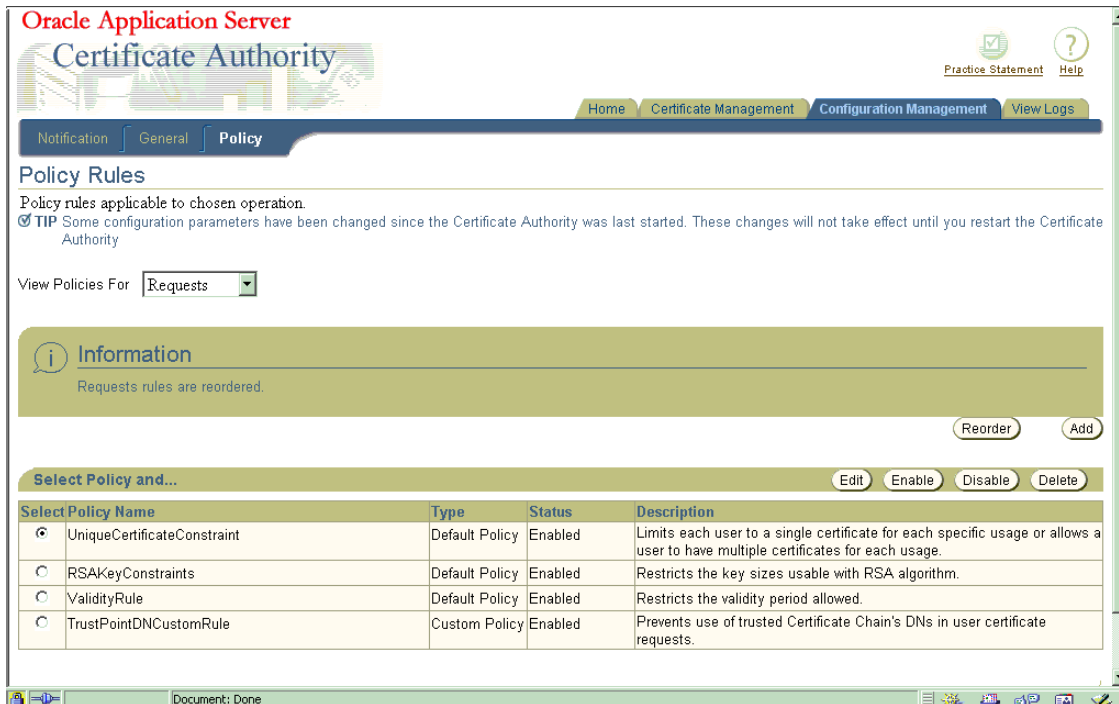 Oracle Application Server
Certificate Authority
Practice Statement
Help
Home
Certificate Management
Configuration Management
View Logs
Notification
General
Policy
Policy Rules
Policy rules applicable to chosen operation.
TIP Some configuration parameters have been changed since the Certificate Authority was last started. These changes will not take effect until you restart the Certificate
Authority
View Policies For Requests
i Information
Requests rules are reordered.
Reorder Add
Select Policy and... Edit Enable Disable Delete
Select Policy Name Type Status Description
UniqueCertificateConstraint Default Policy Enabled Limits each user to a single certificate for each specific usage or allows a
user to have multiple certificates for each usage.
RSAKeyConstraints Default Policy Enabled Restricts the key sizes usable with RSA algorithm.
ValidityRule Default Policy Enabled Restricts the validity period allowed.
TrustPointDNCustomRule Custom Policy Enabled Prevents use of trusted Certificate Chain's DNs in user certificate
requests.
Document: Done